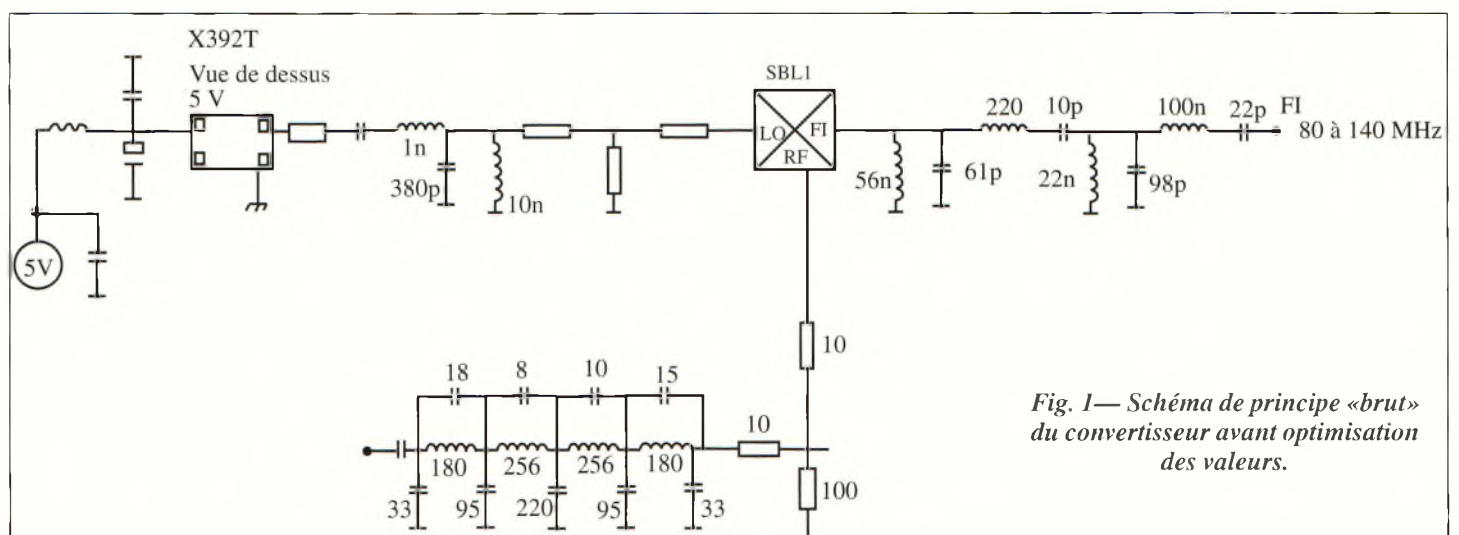 X392T
Vue de dessus
5 V
5V
1n
380p
10n
SBL1
LO
FI
RF
56n
61p
220
10p
22n
98p
100n
22p
FI
80 à 140 MHz
10
18
8
10
15
180
256
256
180
33
95
220
95
33
10
100
Fig. 1— Schéma de principe «brut»
du convertisseur avant optimisation
des valeurs.